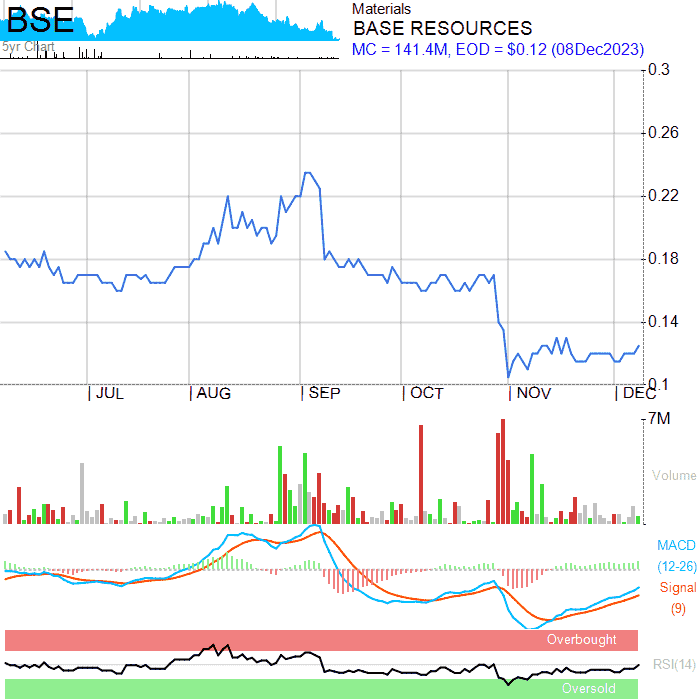 BSE
5yr Chart
Materials
BASE RESOURCES
MC = 141.4M, EOD = $0.12 (08Dec2023)
0.3
0.26
0.22
0.18
0.14
0.1
JUL AUG SEP OCT NOV DEC
7M
Volume
MACD
(12-26)
Signal
(9)
Overbought
RSI(14)
Oversold